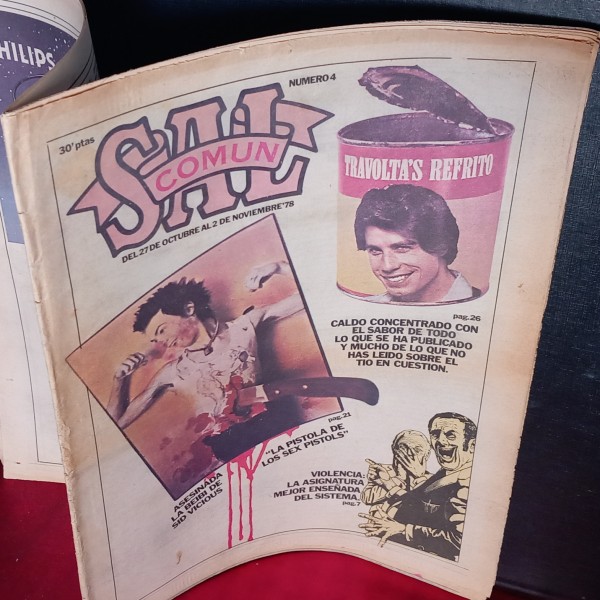 PHILIPS
NUMERO 4
30' ptas
SAL
COMUN
DEL 27 DE OCTUBRE AL 2 DE NOVIEMBRE'78
TRAVOLTA'S REFRITO
pag.26
CALDO CONCENTRADO CON
EL SABOR DE TODO
LO QUE SE HA PUBLICADO
Y MUCHO DE LO QUE NO
HAS LEIDO SOBRE EL
TIO EN CUESTION.
pag.21
"LA PISTOLA DE
LOS SEX PISTOLS"
ASESINADA
LA BEIBI DE
SID VICIOUS
VIOLENCIA:
LA ASIGNATURA
MEJOR ENSEÑADA
DEL SISTEMA.
pag.7